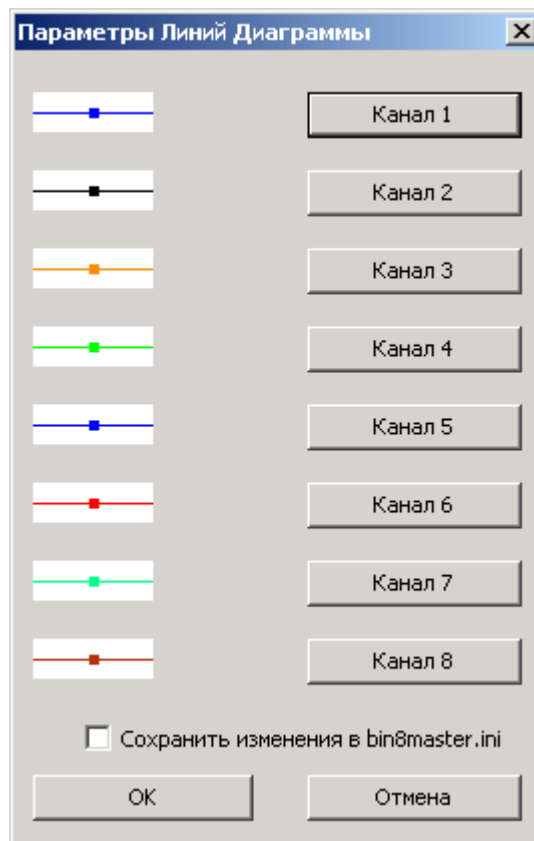 Параметры Линий Диаграммы
Канал 1
Канал 2
Канал 3
Канал 4
Канал 5
Канал 6
Канал 7
Канал 8
Сохранить изменения в bin8master.ini
OK
Отмена